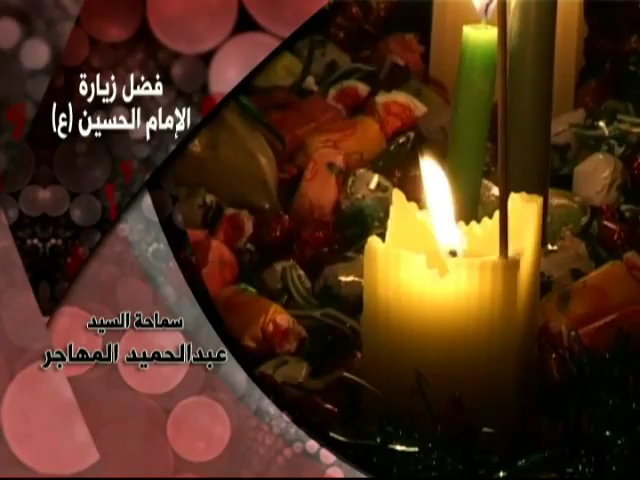 فضل زيارة
الإمام الحسين (ع)
سماحة السيد
عبدالحميد المهاجر